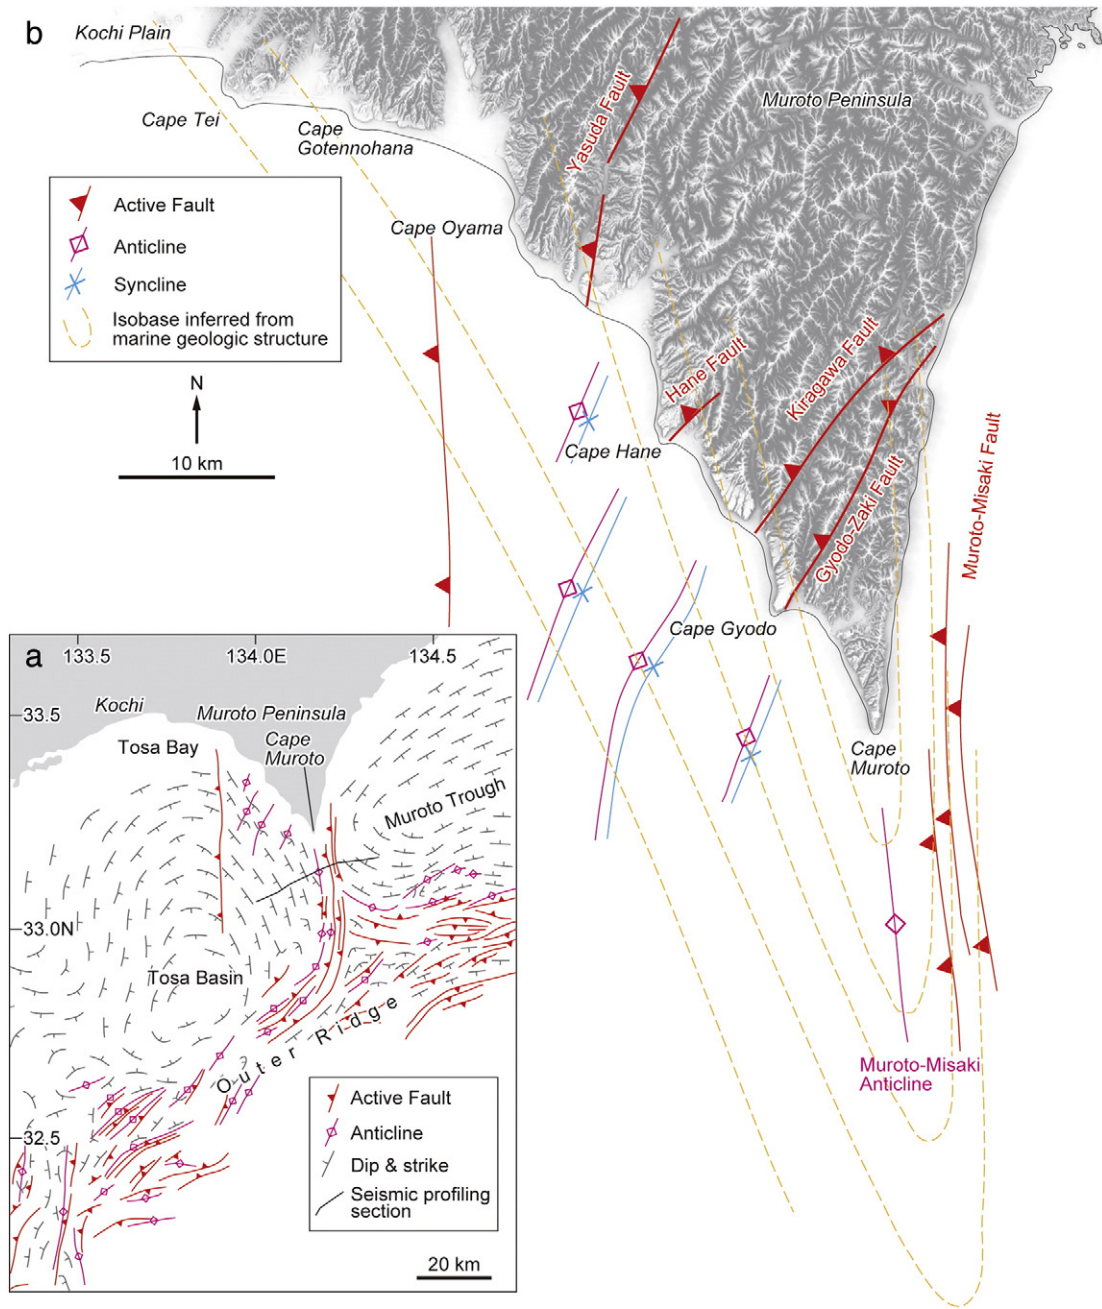 b
Kochi Plain
Cape Tei
Cape
Gotennohana
Yasuda Fault
Muroto Peninsula
Active Fault
Anticline
Syncline
Isobase inferred from
marine geologic structure
Cape Oyama
N
10 km
Hane Fault
Kiragawa Fault
Cape Hane
Gyodo-Zaki Fault
Muroto-Misaki Fault
Cape Gyodo
Cape
Muroto
Muroto-Misaki
Anticline
a
133.5
134.0E
134.5
33.5
Kochi
Muroto Peninsula
Cape
Muroto
Tosa Bay
Muroto Trough
33.0N
Tosa Basin
Outer Ridge
32.5
Active Fault
Anticline
Dip & strike
Seismic profiling
section
20 km